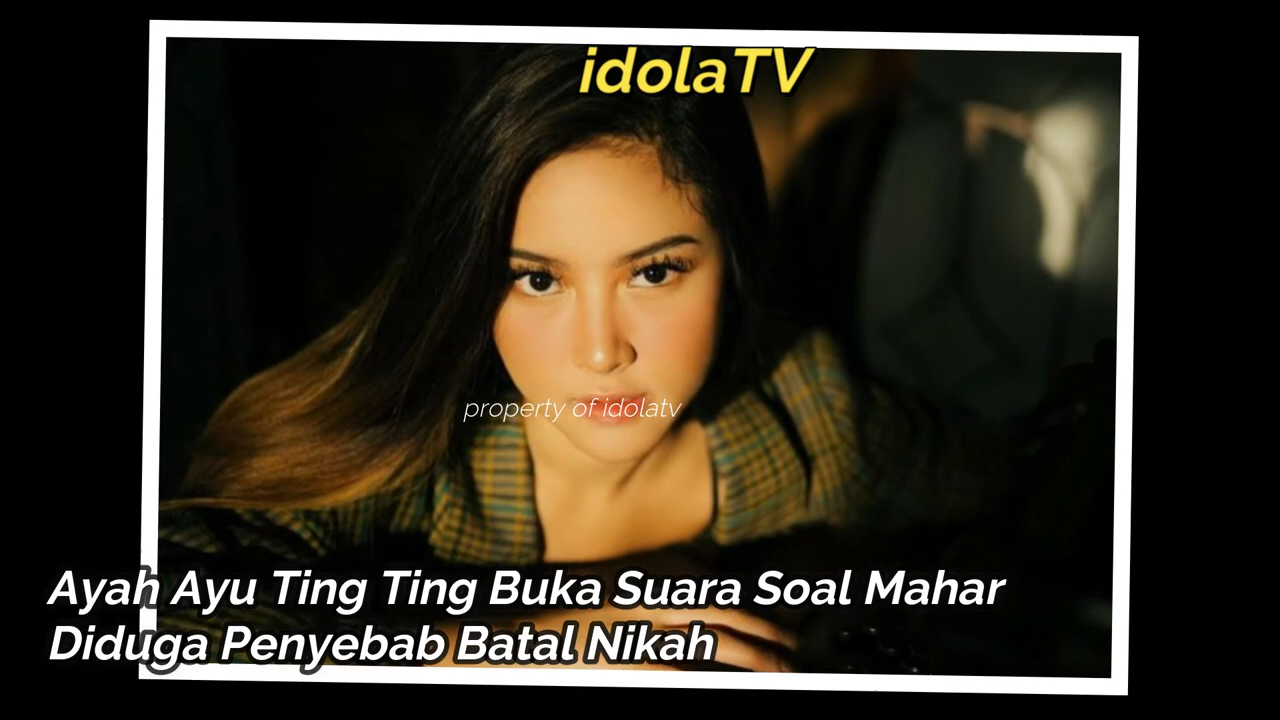 idolaTV
property of idolatv
Ayah Ayu Ting Ting Buka Suara Soal Mahar
Diduga Penyebab Batal Nikah